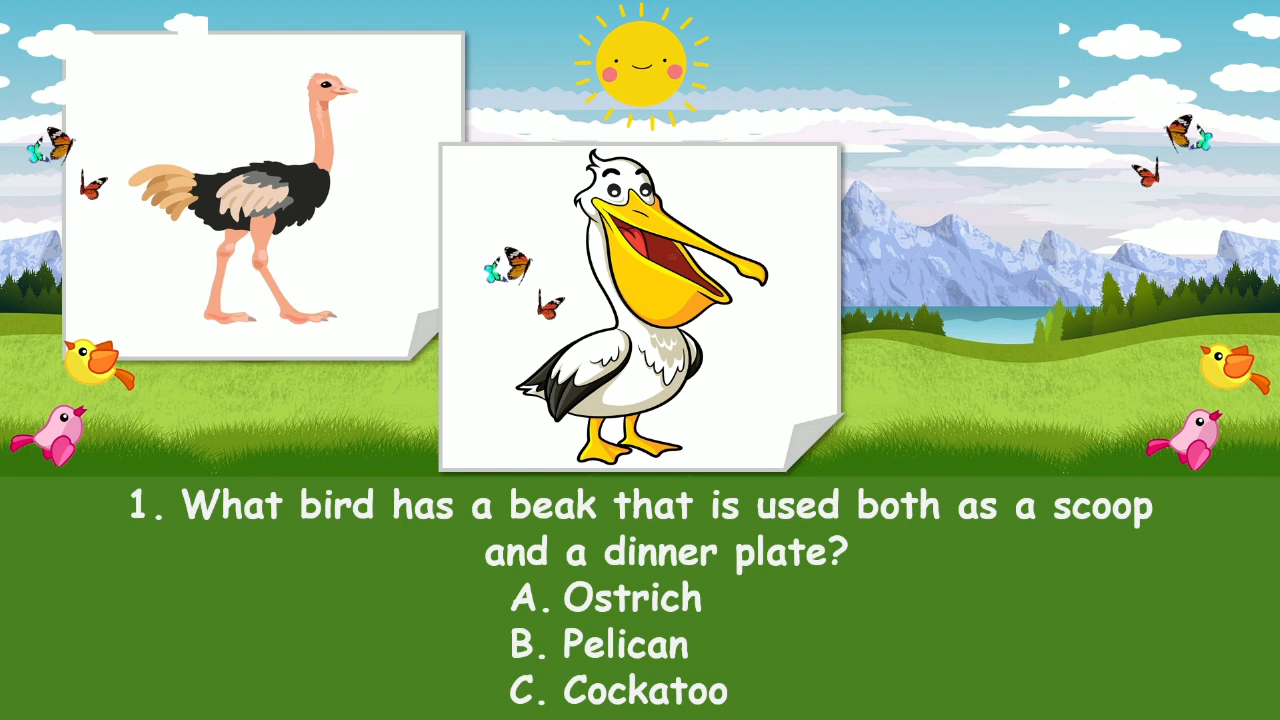 1. What bird has a beak that is used both as a scoop
and a dinner plate?
A. Ostrich
B. Pelican
C. Cockatoo